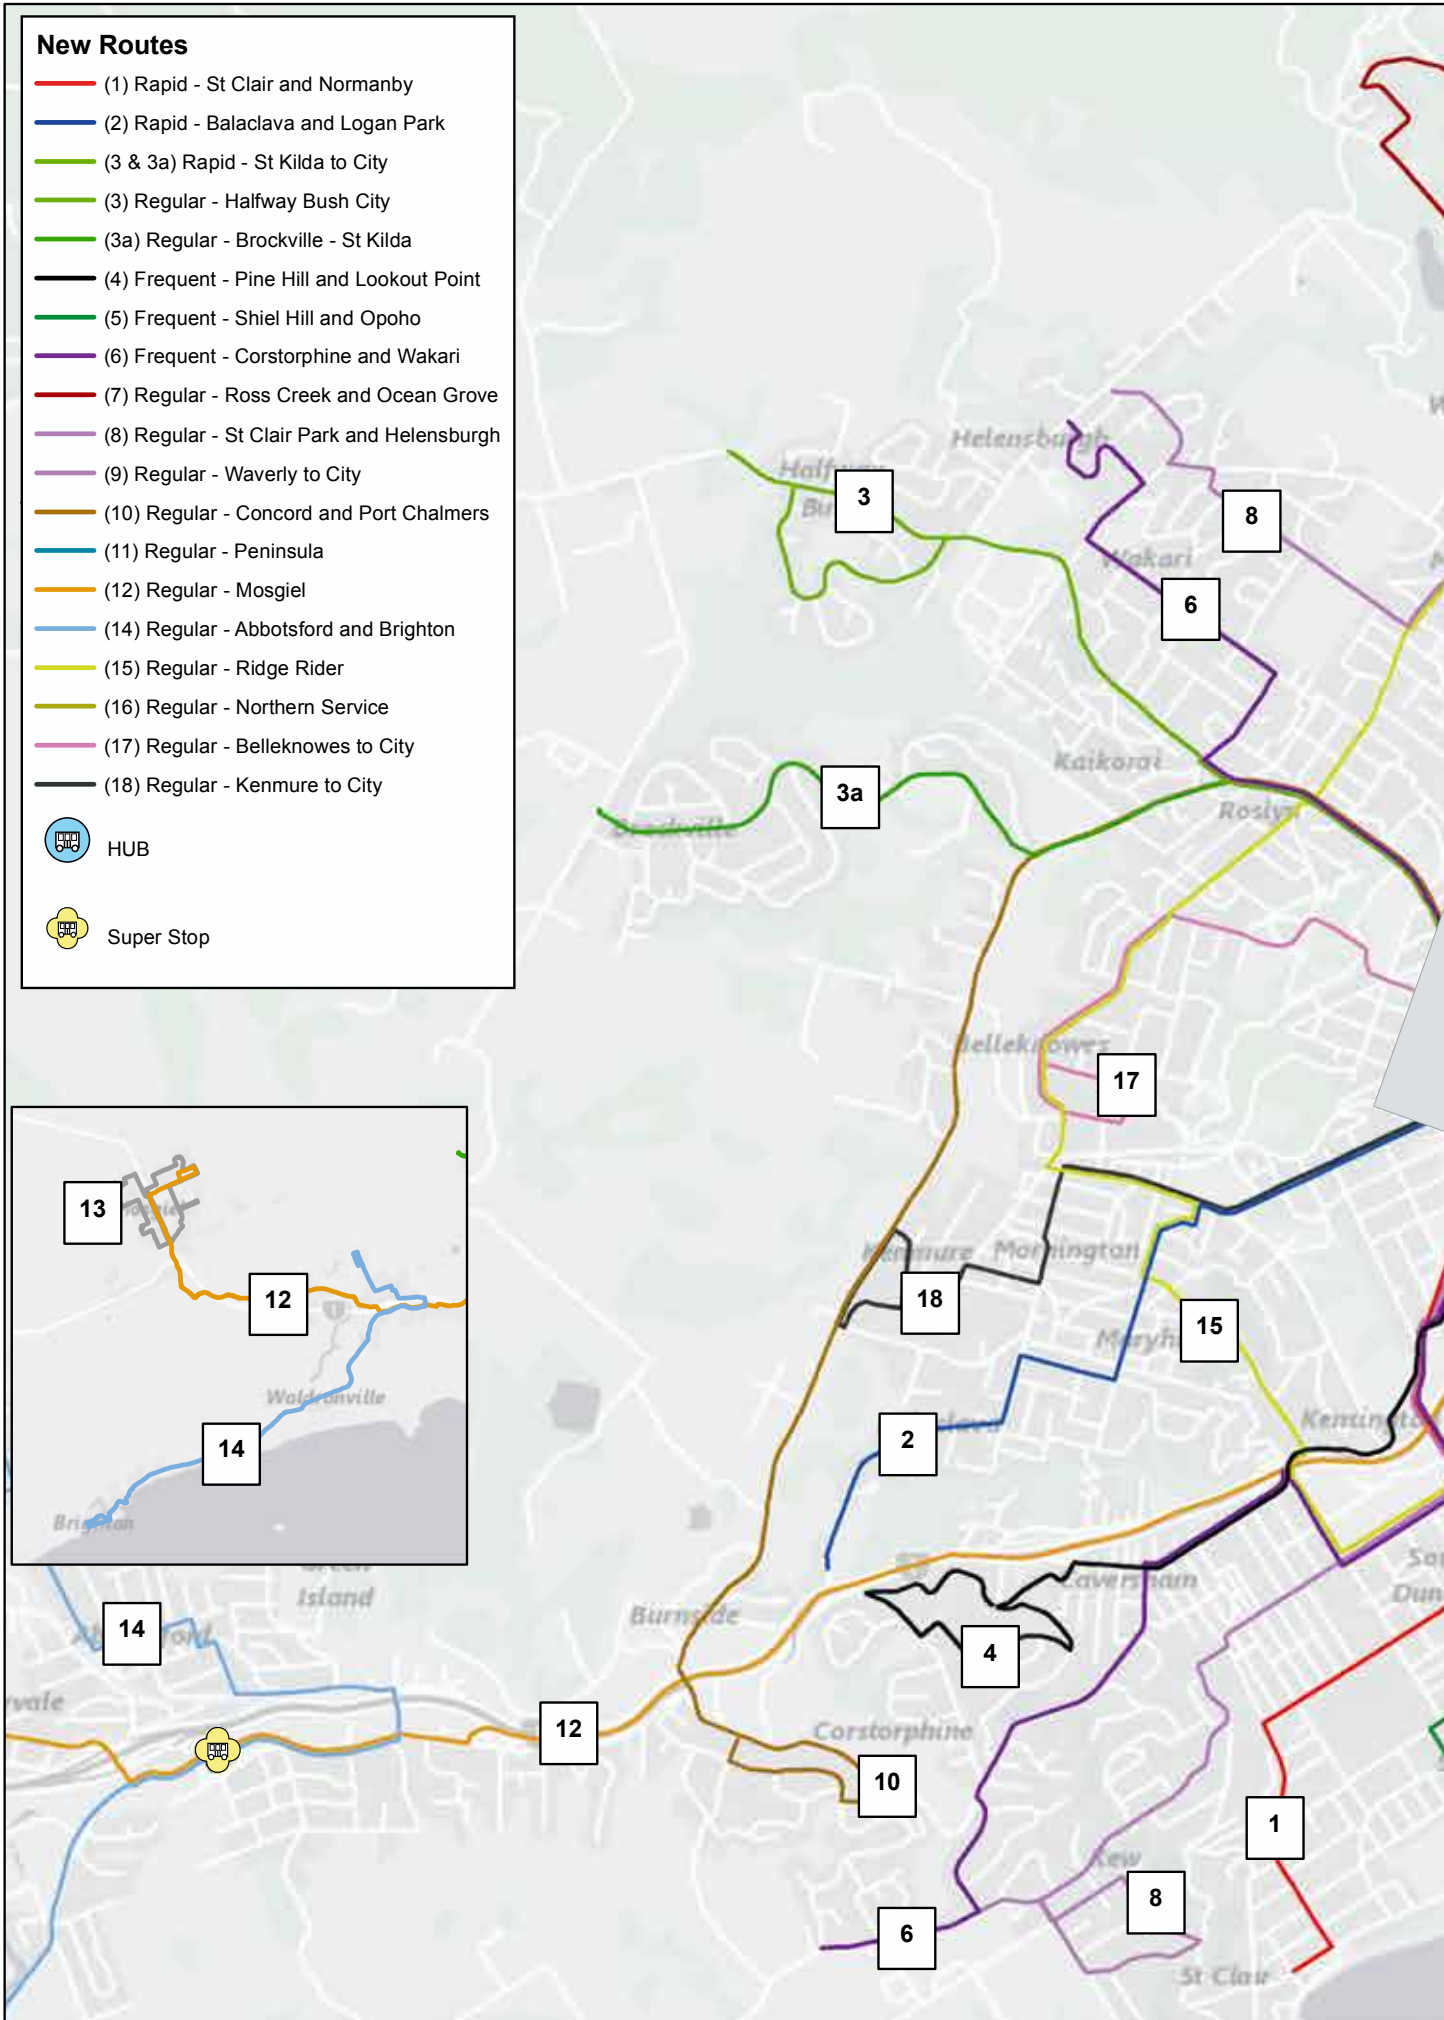 New Routes
(1) Rapid - St Clair and Normanby
(2) Rapid - Balaclava and Logan Park
(3 & 3a) Rapid - St Kilda to City
(3) Regular - Halfway Bush City
(3a) Regular - Brockville - St Kilda
(4) Frequent - Pine Hill and Lookout Point
(5) Frequent - Shiel Hill and Opoho
(6) Frequent - Corstorphine and Wakari
(7) Regular - Ross Creek and Ocean Grove
(8) Regular - St Clair Park and Helensburgh
(9) Regular - Waverly to City
(10) Regular - Concord and Port Chalmers
(11) Regular - Peninsula
(12) Regular - Mosgiel
(14) Regular - Abbotsford and Brighton
(15) Regular - Ridge Rider
(16) Regular - Northern Service
(17) Regular - Belleknowes to City
(18) Regular - Kenmure to City
HUB
Super Stop
Helensburgh
3
8
Wakari
6
Kaikorai
3a
Roslyn
Brockville
Belleknowes
17
13
12
Kenmure
Mornington
18
15
Waldronville
14
2
Kensington
Brighton
Green
Island
Caversham
Burnside
14
4
12
Corstorphine
10
1
Kew
8
6
St Clair